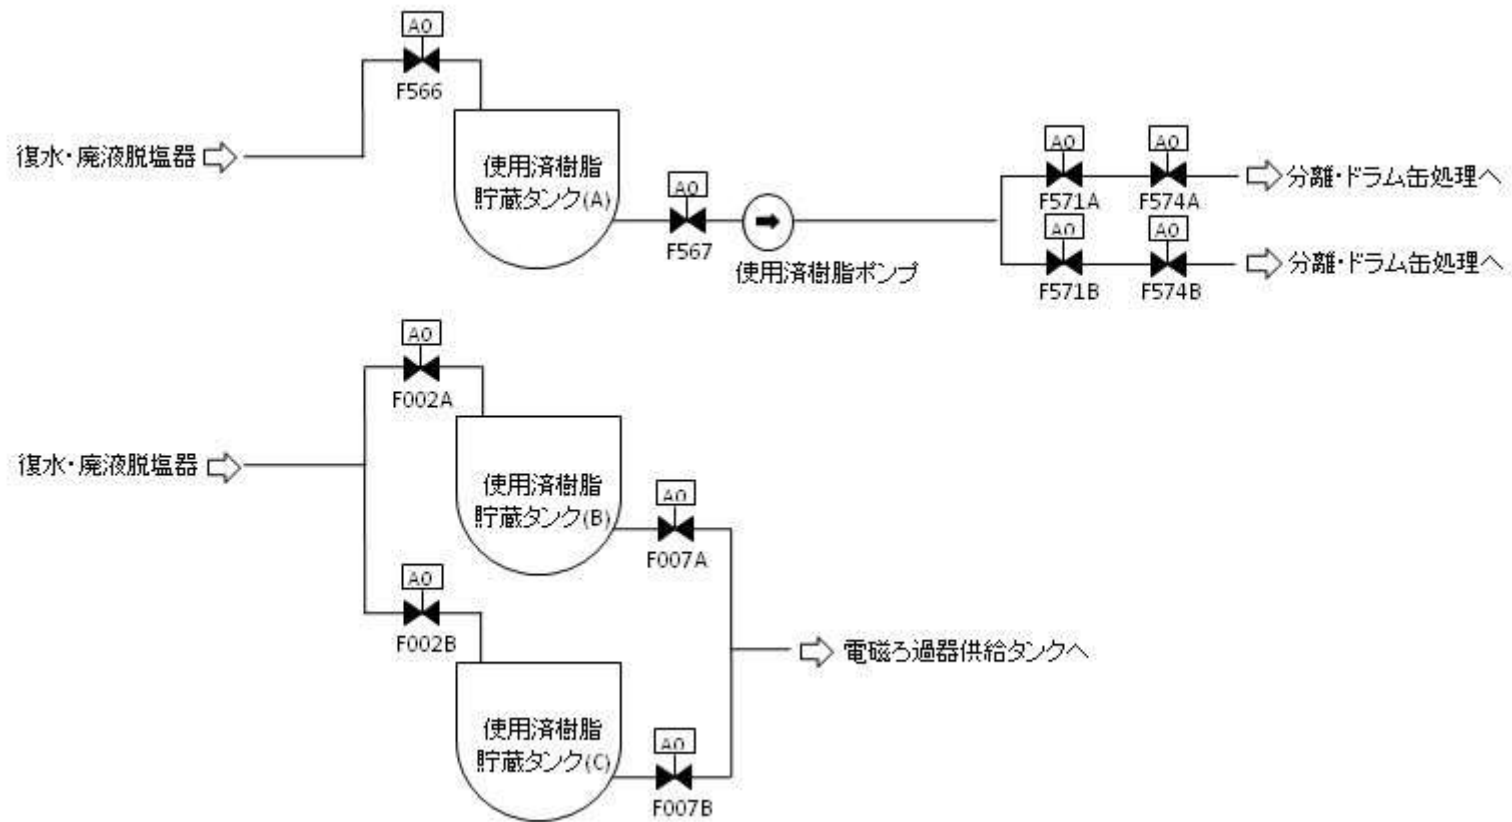 AO
F566
復水・廃液脱塩器
使用済樹脂
貯蔵タンク(A)
AO
F567
使用済樹脂ポンプ
AO
F571A
AO
F574A
分離・ドラム缶処理へ
AO
F571B
AO
F574B
分離・ドラム缶処理へ
AO
F002A
復水・廃液脱塩器
使用済樹脂
貯蔵タンク(B)
AO
F007A
AO
F002B
電磁ろ過器供給タンクへ
使用済樹脂
貯蔵タンク(C)
AO
F007B